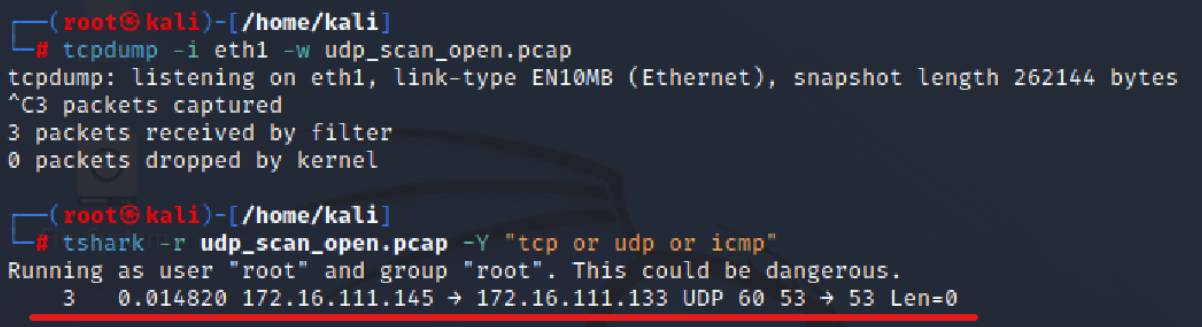 ┌──(root㉿kali)-[/home/kali]
└─# tcpdump -i eth1 -w udp_scan_open.pcap
tcpdump: listening on eth1, link-type EN10MB (Ethernet), snapshot length 262144 bytes
^C3 packets captured
3 packets received by filter
0 packets dropped by kernel
┌──(root㉿kali)-[/home/kali]
└─# tshark -r udp_scan_open.pcap -Y "tcp or udp or icmp"
Running as user "root" and group "root". This could be dangerous.
    3   0.014820 172.16.111.145 → 172.16.111.133 UDP 60 53 → 53 Len=0